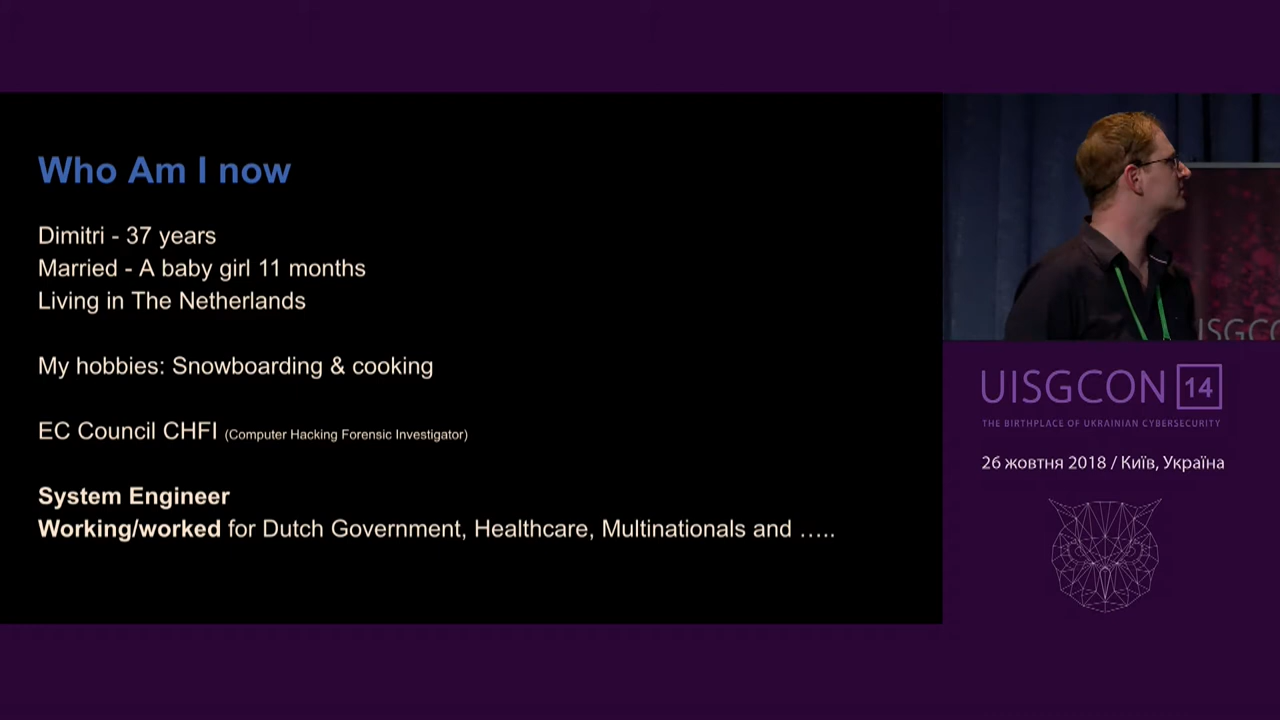 Who Am I now
Dimitri - 37 years
Married - A baby girl 11 months
Living in The Netherlands
My hobbies: Snowboarding & cooking
EC Council CHFI (Computer Hacking Forensic Investigator)
System Engineer
Working/worked for Dutch Government, Healthcare, Multinationals and …..
ISGCO
UISGCON 14
THE BIRTHPLACE OF UKRAINIAN CYBERSECURITY
26 жовтня 2018 / Київ, Україна